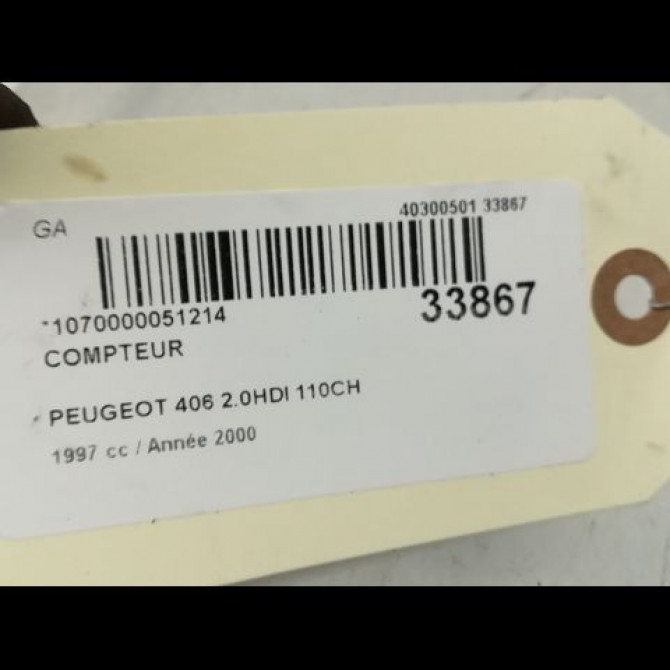 GA
40300501 33867
*1070000051214
33867
COMPTEUR
PEUGEOT 406 2.0HDI 110CH
1997 cc / Année 2000